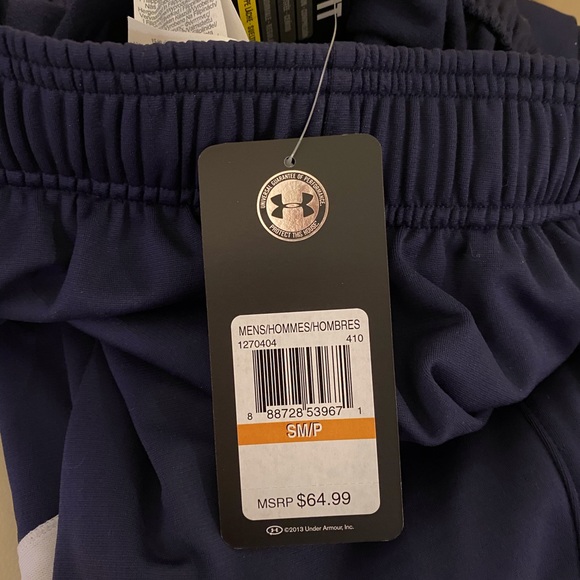 UNIVERSAL GUARANTEE OF PERFORMANCE
PROTECT THIS HOUSE
MENS/HOMMES/HOMBRES
1270404 410
8 88728 53967 1
SM/P
MSRP $64.99
©2013 Under Armour, Inc.